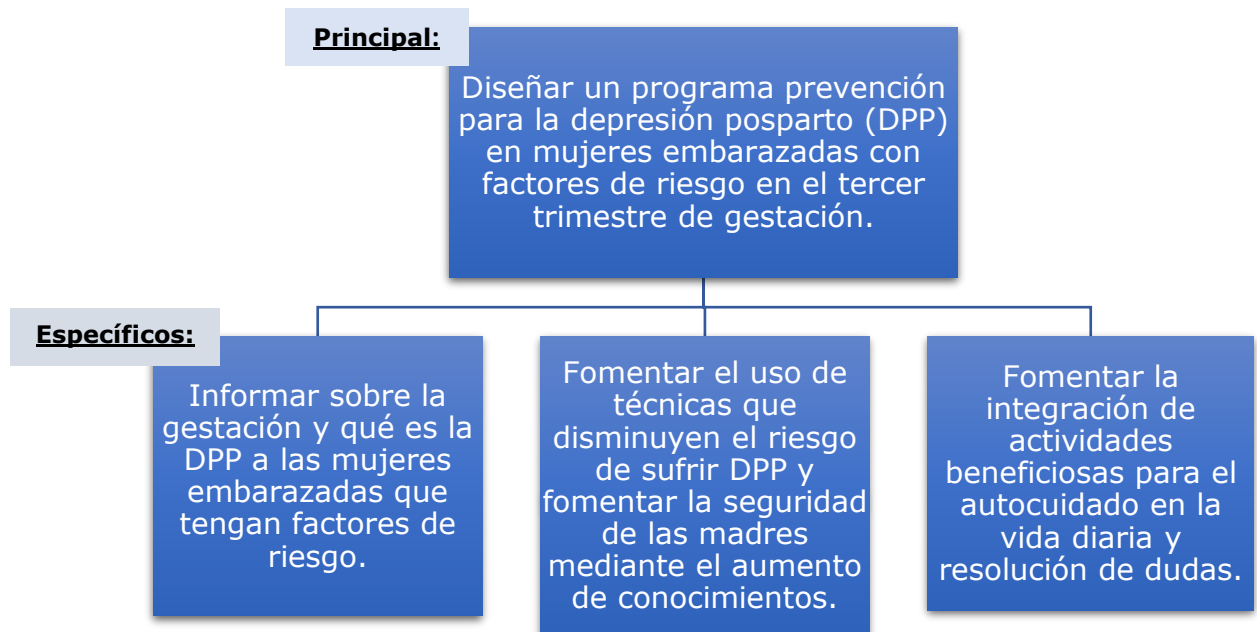 Principal:
Diseñar un programa prevención
para la depresión posparto (DPP)
en mujeres embarazadas con
factores de riesgo en el tercer
trimestre de gestación.
Específicos:
Informar sobre la
gestación y qué es la
DPP a las mujeres
embarazadas que
tengan factores de
riesgo.
Fomentar el uso de
técnicas que
disminuyen el riesgo
de sufrir DPP y
fomentar la seguridad
de las madres
mediante el aumento
de conocimientos.
Fomentar la
integración de
actividades
beneficiosas para el
autocuidado en la
vida diaria y
resolución de dudas.